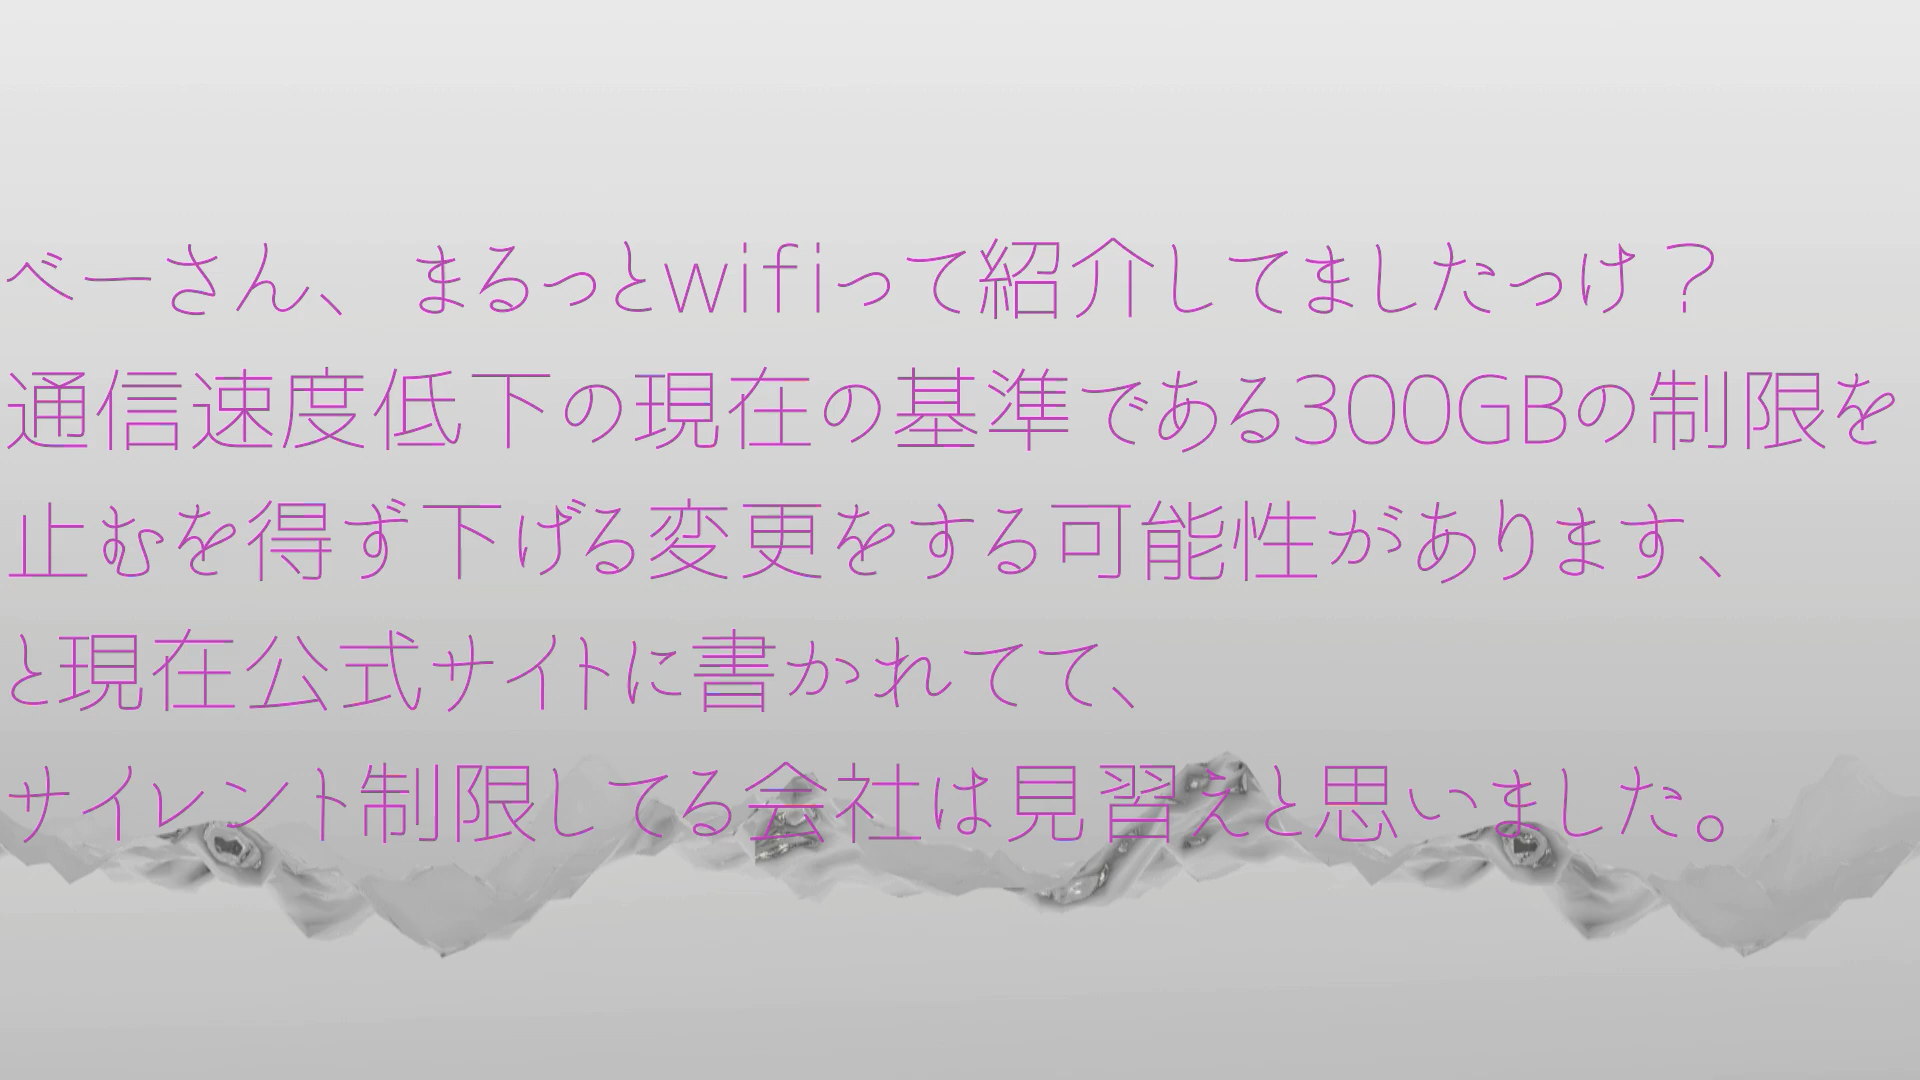 べーさん、まるっとwifiって紹介してましたっけ？
通信速度低下の現在の基準である300GBの制限を
止むを得ず下げる変更をする可能性があります、
と現在公式サイトに書かれてて、
サイレント制限してる会社は見習えと思いました。